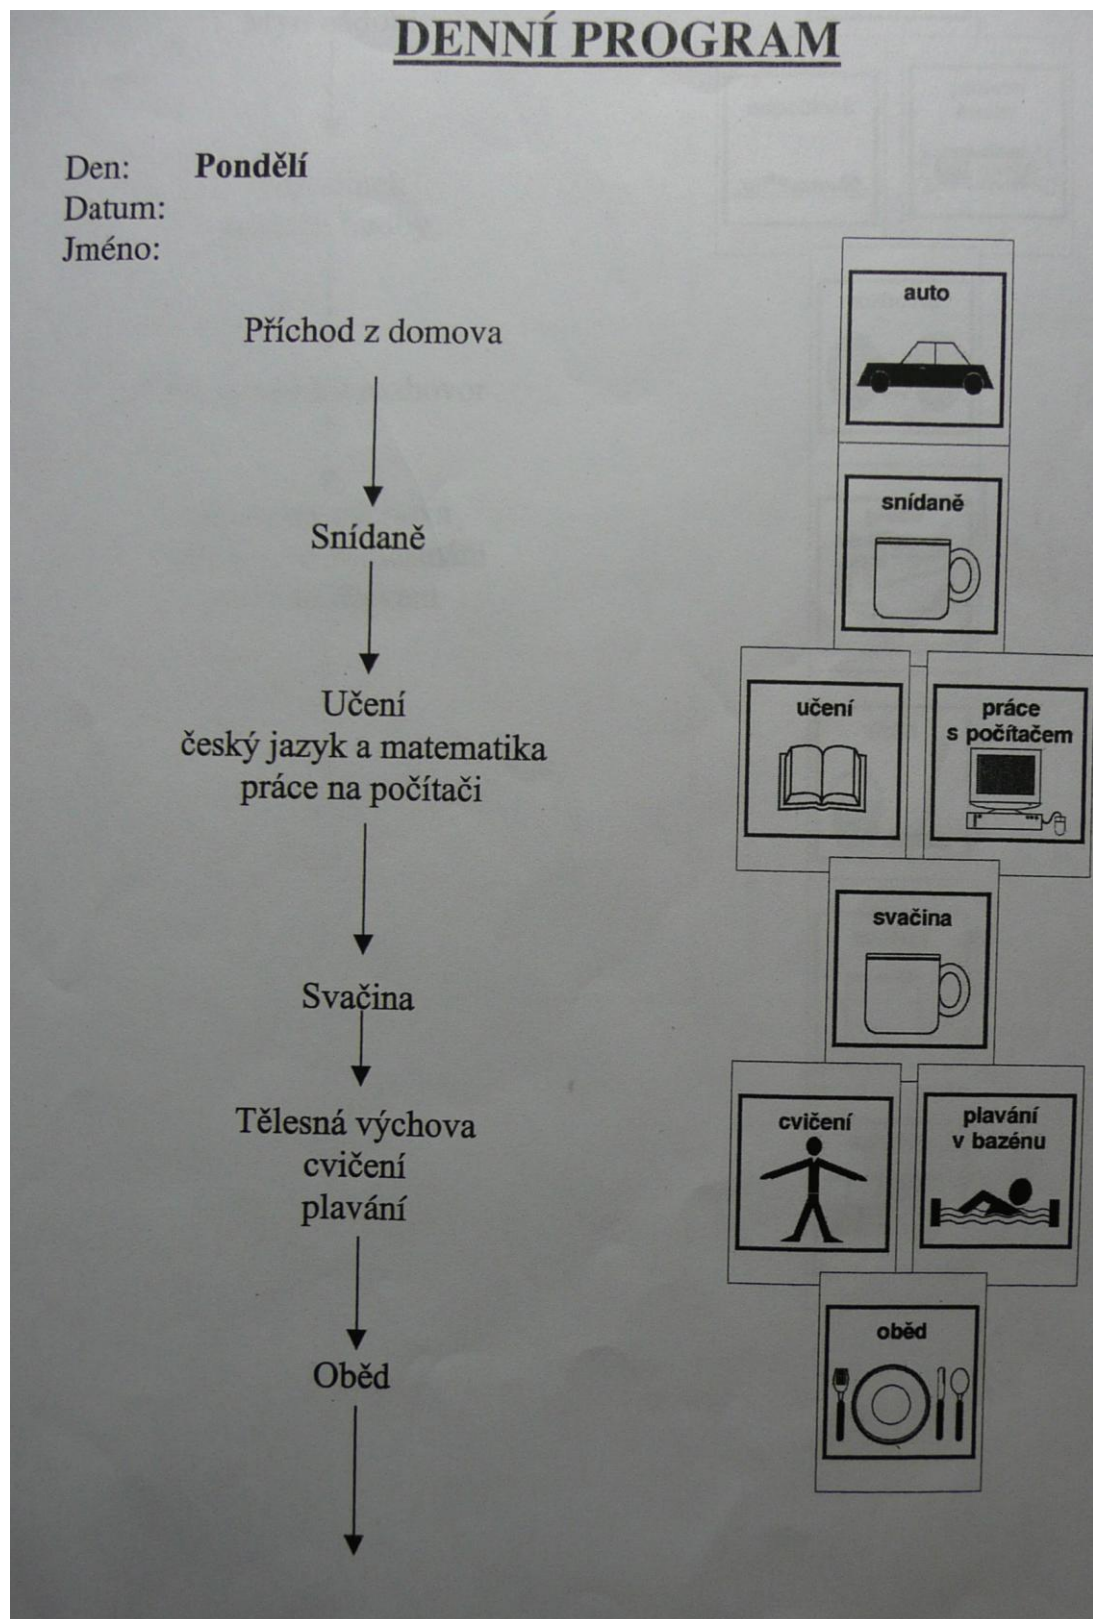 DENNÍ PROGRAM
Den: Pondělí
Datum:
Jméno:
Příchod z domova
Snídaně
Učení
český jazyk a matematika
práce na počítači
Svačina
Tělesná výchova
cvičení
plavání
Oběd
auto
snídaně
učení
práce
s počítačem
svačina
cvičení
plavání
v bazénu
oběd